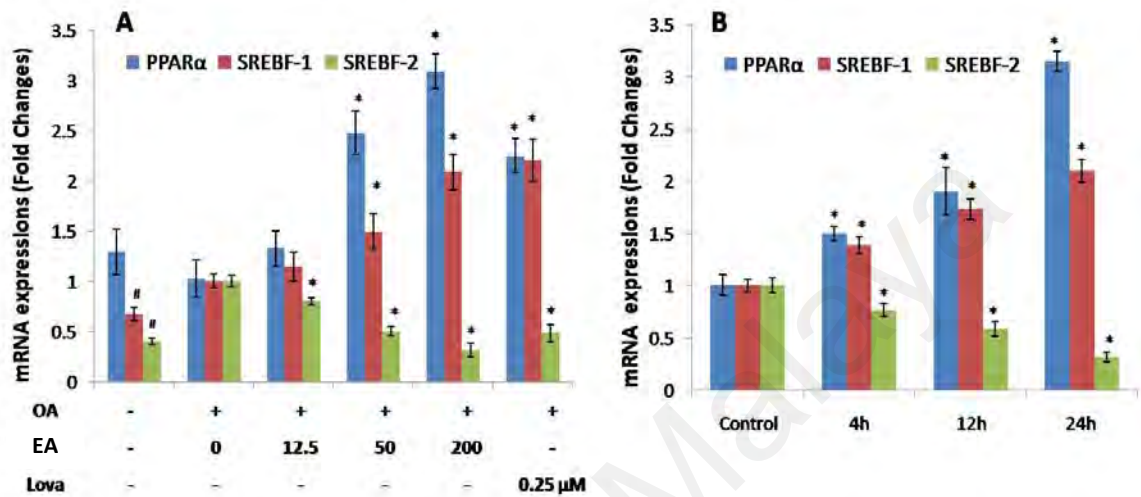 A
mRNA expressions (Fold Changes)
PPARα SREBF-1 SREBF-2
3.5
3
2.5
2
1.5
1
0.5
0
* * * * * * * * * *
# #
OA - + + + + +
EA - 0 12.5 50 200 -
Lova - - - - - 0.25 µM
B
mRNA expressions (Fold Changes)
PPARα SREBF-1 SREBF-2
3.5
3
2.5
2
1.5
1
0.5
0
* * * * * * * * *
Control 4h 12h 24h
Malaya